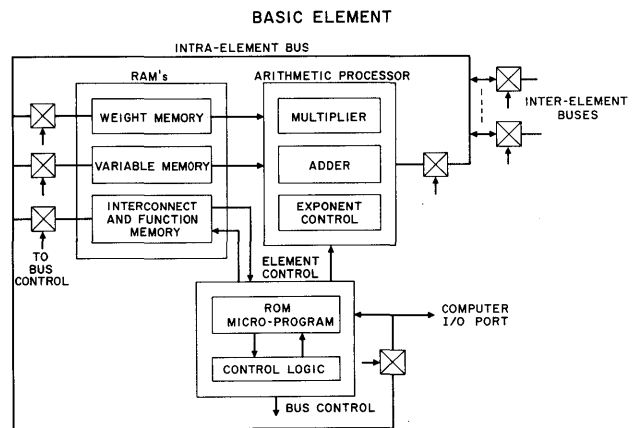 BASIC ELEMENT
INTRA-ELEMENT BUS
RAM's
ARITHMETIC PROCESSOR
WEIGHT MEMORY
MULTIPLIER
INTER-ELEMENT
BUSES
VARIABLE MEMORY
ADDER
INTERCONNECT
AND FUNCTION
MEMORY
EXPONENT
CONTROL
TO
BUS
CONTROL
ELEMENT
CONTROL
ROM
MICRO-PROGRAM
COMPUTER
I/O PORT
CONTROL LOGIC
BUS CONTROL